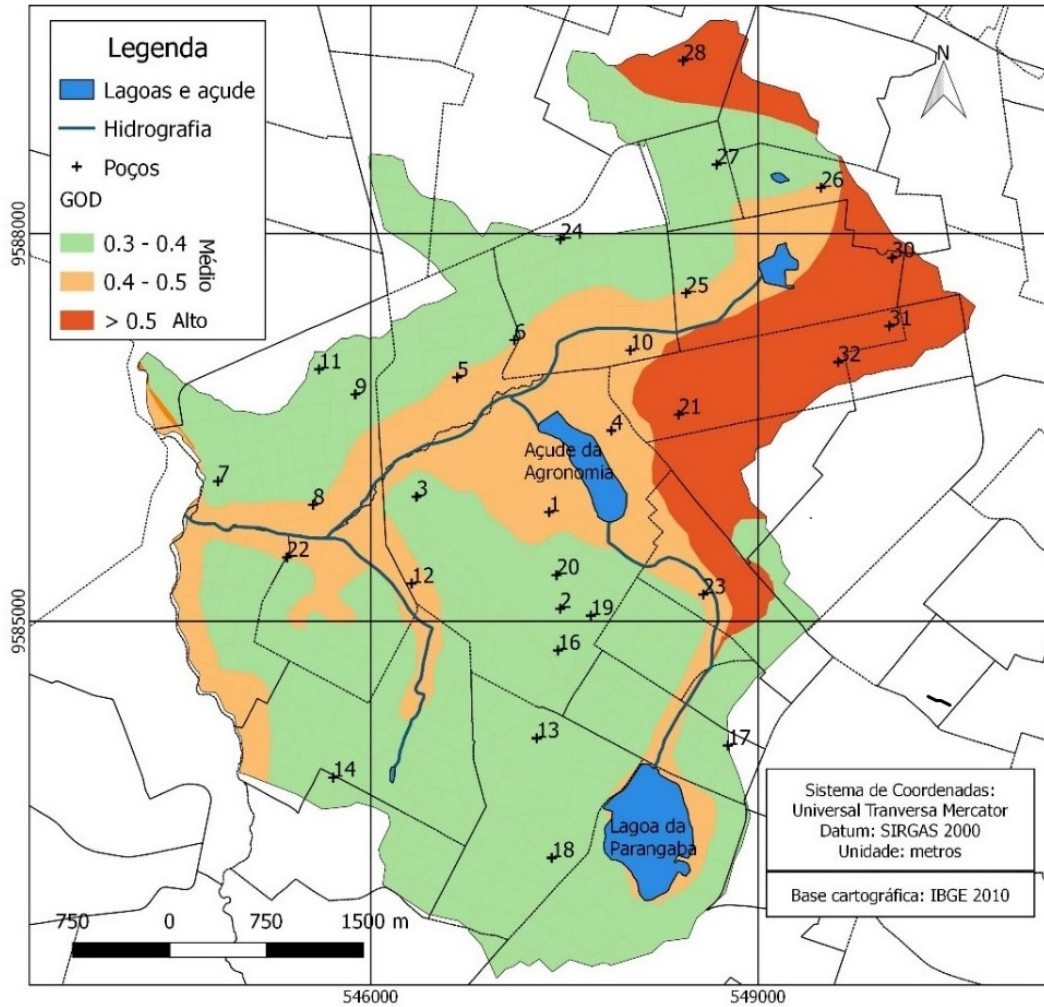 Legenda
Lagoas e açude
Hidrografia
Poços
GOD
0.3 - 0.4
0.4 - 0.5
Médio
> 0.5 Alto
N
28
27
26
24
30
25
31
6
10
32
11
5
9
21
4
Açude da
Agronomia
7
3
8
1
22
20
12
23
2
19
16
13
17
14
18
Lagoa da
Parangaba
9588000
9585000
546000
549000
750
0
750
1500 m
Sistema de Coordenadas:
Universal Tranversa Mercator
Datum: SIRGAS 2000
Unidade: metros
Base cartográfica: IBGE 2010